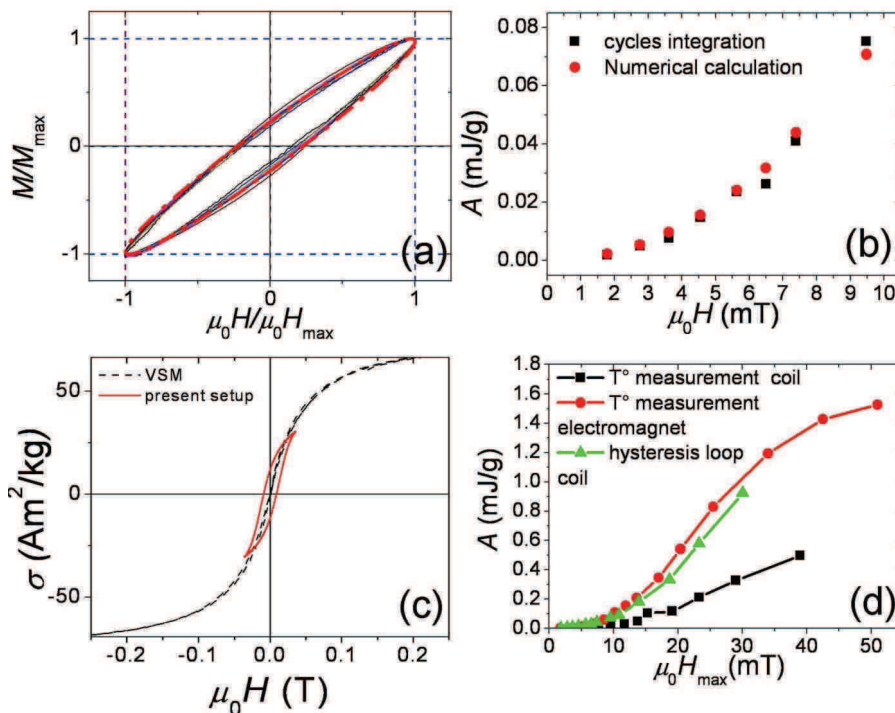 1
0
-1
M/Mmax
(a)
-1 0 1
μ0H/μ0Hmax
0.08
0.06
0.04
0.02
0.00
A (mJ/g)
cycles integration
Numerical calculation
(b)
0 1 2 3 4 5 6 7 8 9 10
μ0H (mT)
50
0
-50
σ (Am²/kg)
VSM
present setup
(c)
-0.2 -0.1 0.0 0.1 0.2
μ0H (T)
1.8
1.6
1.4
1.2
1.0
0.8
0.6
0.4
0.2
0.0
A (mJ/g)
T° measurement coil
T° measurement
electromagnet
hysteresis loop
coil
(d)
0 10 20 30 40 50
μ0Hmax(mT)